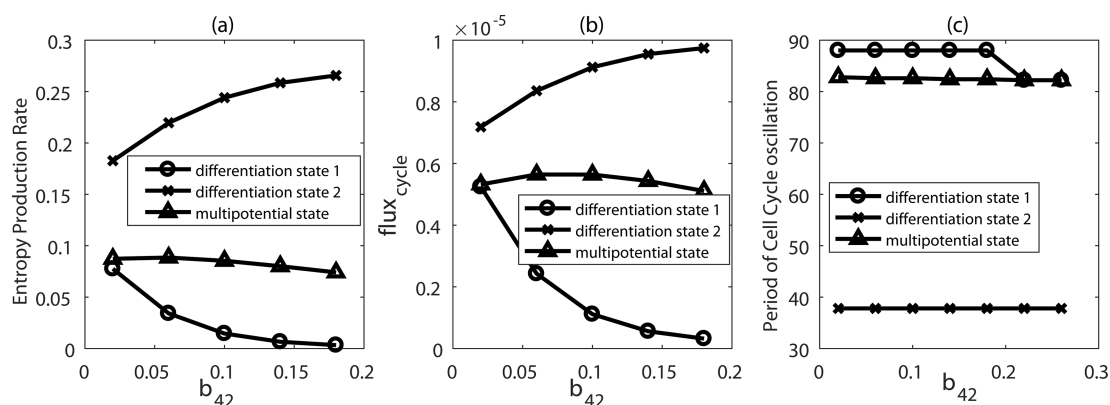 (a)
0.3
0.25
0.2
0.15
0.1
0.05
0
Entropy Production Rate
differentiation state 1
differentiation state 2
multipotential state
0 0.05 0.1 0.15 0.2
b42
(b)
× 10-5
1
0.8
0.6
0.4
0.2
0
fluxcycle
differentiation state 1
differentiation state 2
multipotential state
0 0.05 0.1 0.15 0.2
b42
(c)
90
80
70
60
50
40
30
Period of Cell Cycle oscillation
differentiation state 1
differentiation state 2
multipotential state
0 0.1 0.2 0.3
b42